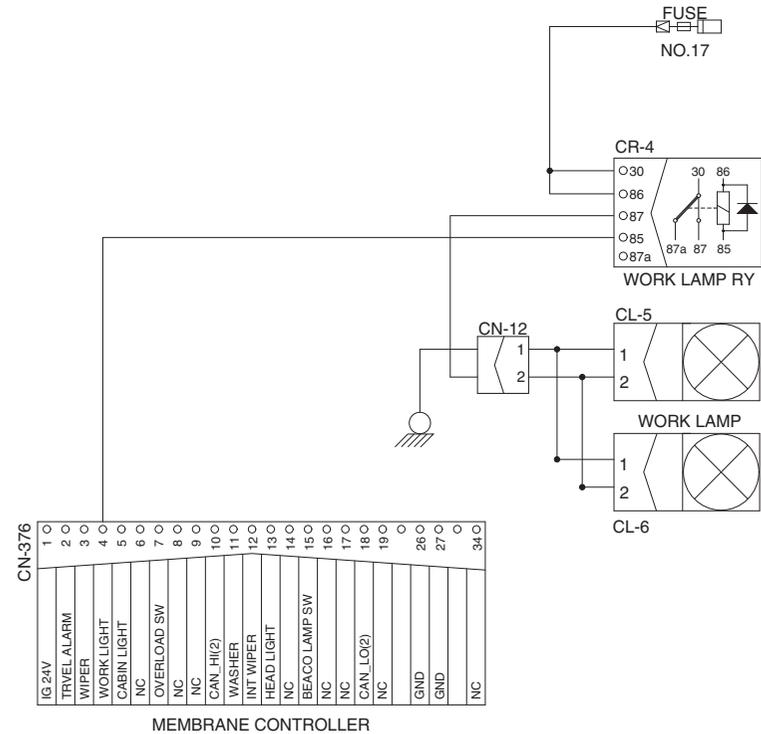 FUSE
NO.17
CR-4
30
86
87
85
87a
30 86
87a 87 85
WORK LAMP RY
CL-5
1
2
CN-12
1
2
WORK LAMP
1
2
CL-6
CN-376
1 2 3 4 5 6 7 8 9 10 11 12 13 14 15 16 17 18 19 26 27 34
IG 24V
TRVEL ALARM
WIPER
WORK LIGHT
CABIN LIGHT
NC
OVERLOAD SW
NC
NC
CAN_HI(2)
WASHER
INT WIPER
HEAD LIGHT
NC
BEACO LAMP SW
NC
NC
CAN_LO(2)
NC
GND
GND
NC
MEMBRANE CONTROLLER